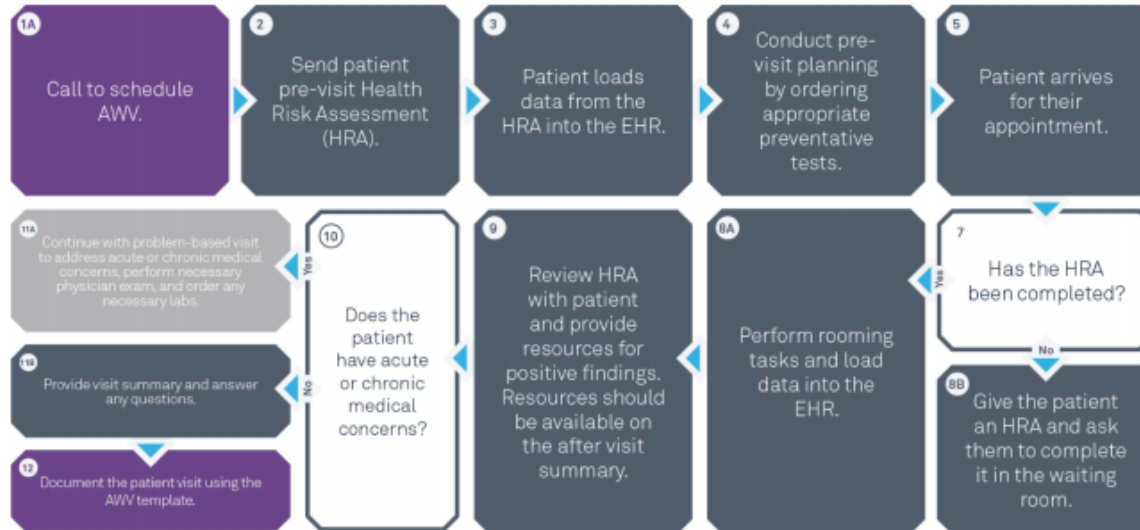 1A
Call to schedule
AWV.
2
Send patient
pre-visit Health
Risk Assessment
(HRA).
3
Patient loads
data from the
HRA into the EHR.
4
Conduct pre-
visit planning
by ordering
appropriate
preventative
tests.
5
Patient arrives
for their
appointment.
7
Has the HRA
been completed?
Yes
No
8A
Perform rooming
tasks and load
data into the
EHR.
8B
Give the patient
an HRA and ask
them to complete
it in the waiting
room.
9
Review HRA
with patient
and provide
resources for
positive findings.
Resources should
be available on
the after visit
summary.
10
Does the
patient
have acute
or chronic
medical
concerns?
Yes
No
11A
Continue with problem-based visit
to address acute or chronic medical
concerns, perform necessary
physician exam, and order any
necessary labs.
11B
Provide visit summary and answer
any questions.
12
Document the patient visit using the
AWV template.